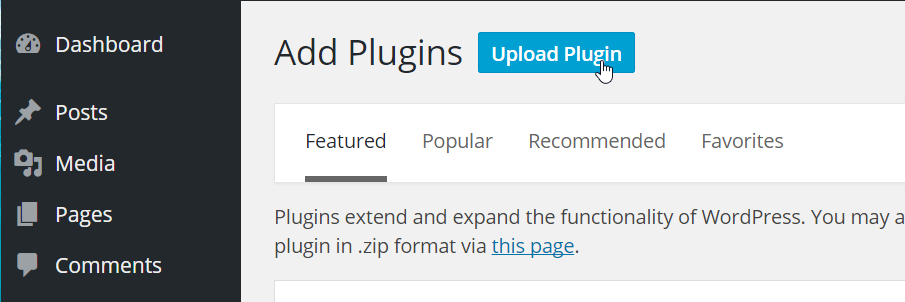 Dashboard
Posts
Media
Pages
Comments
Add Plugins
Upload Plugin
Featured
Popular
Recommended
Favorites
Plugins extend and expand the functionality of WordPress. You may a
plugin in .zip format via this page.